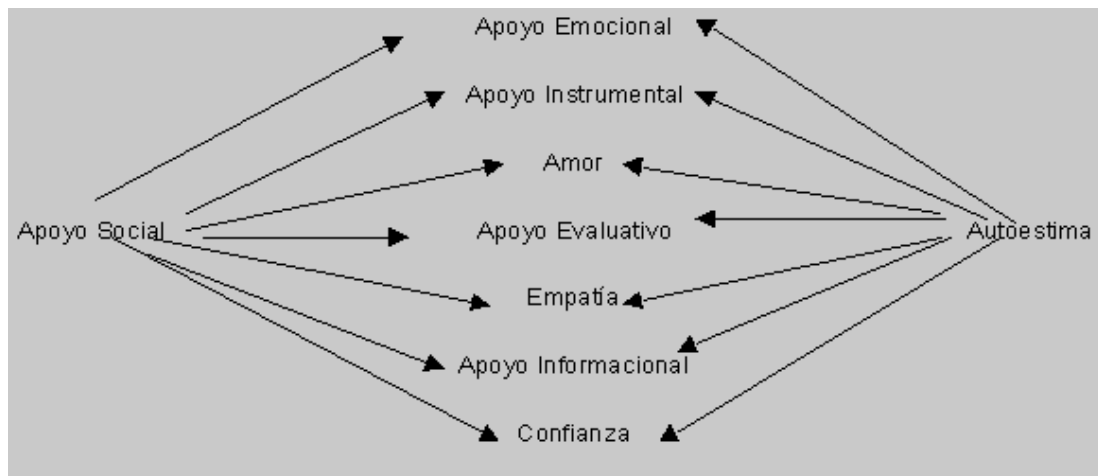 Apoyo Emocional
Apoyo Instrumental
Amor
Apoyo Social
Apoyo Evaluativo
Autoestima
Empatía
Apoyo Informacional
Confianza